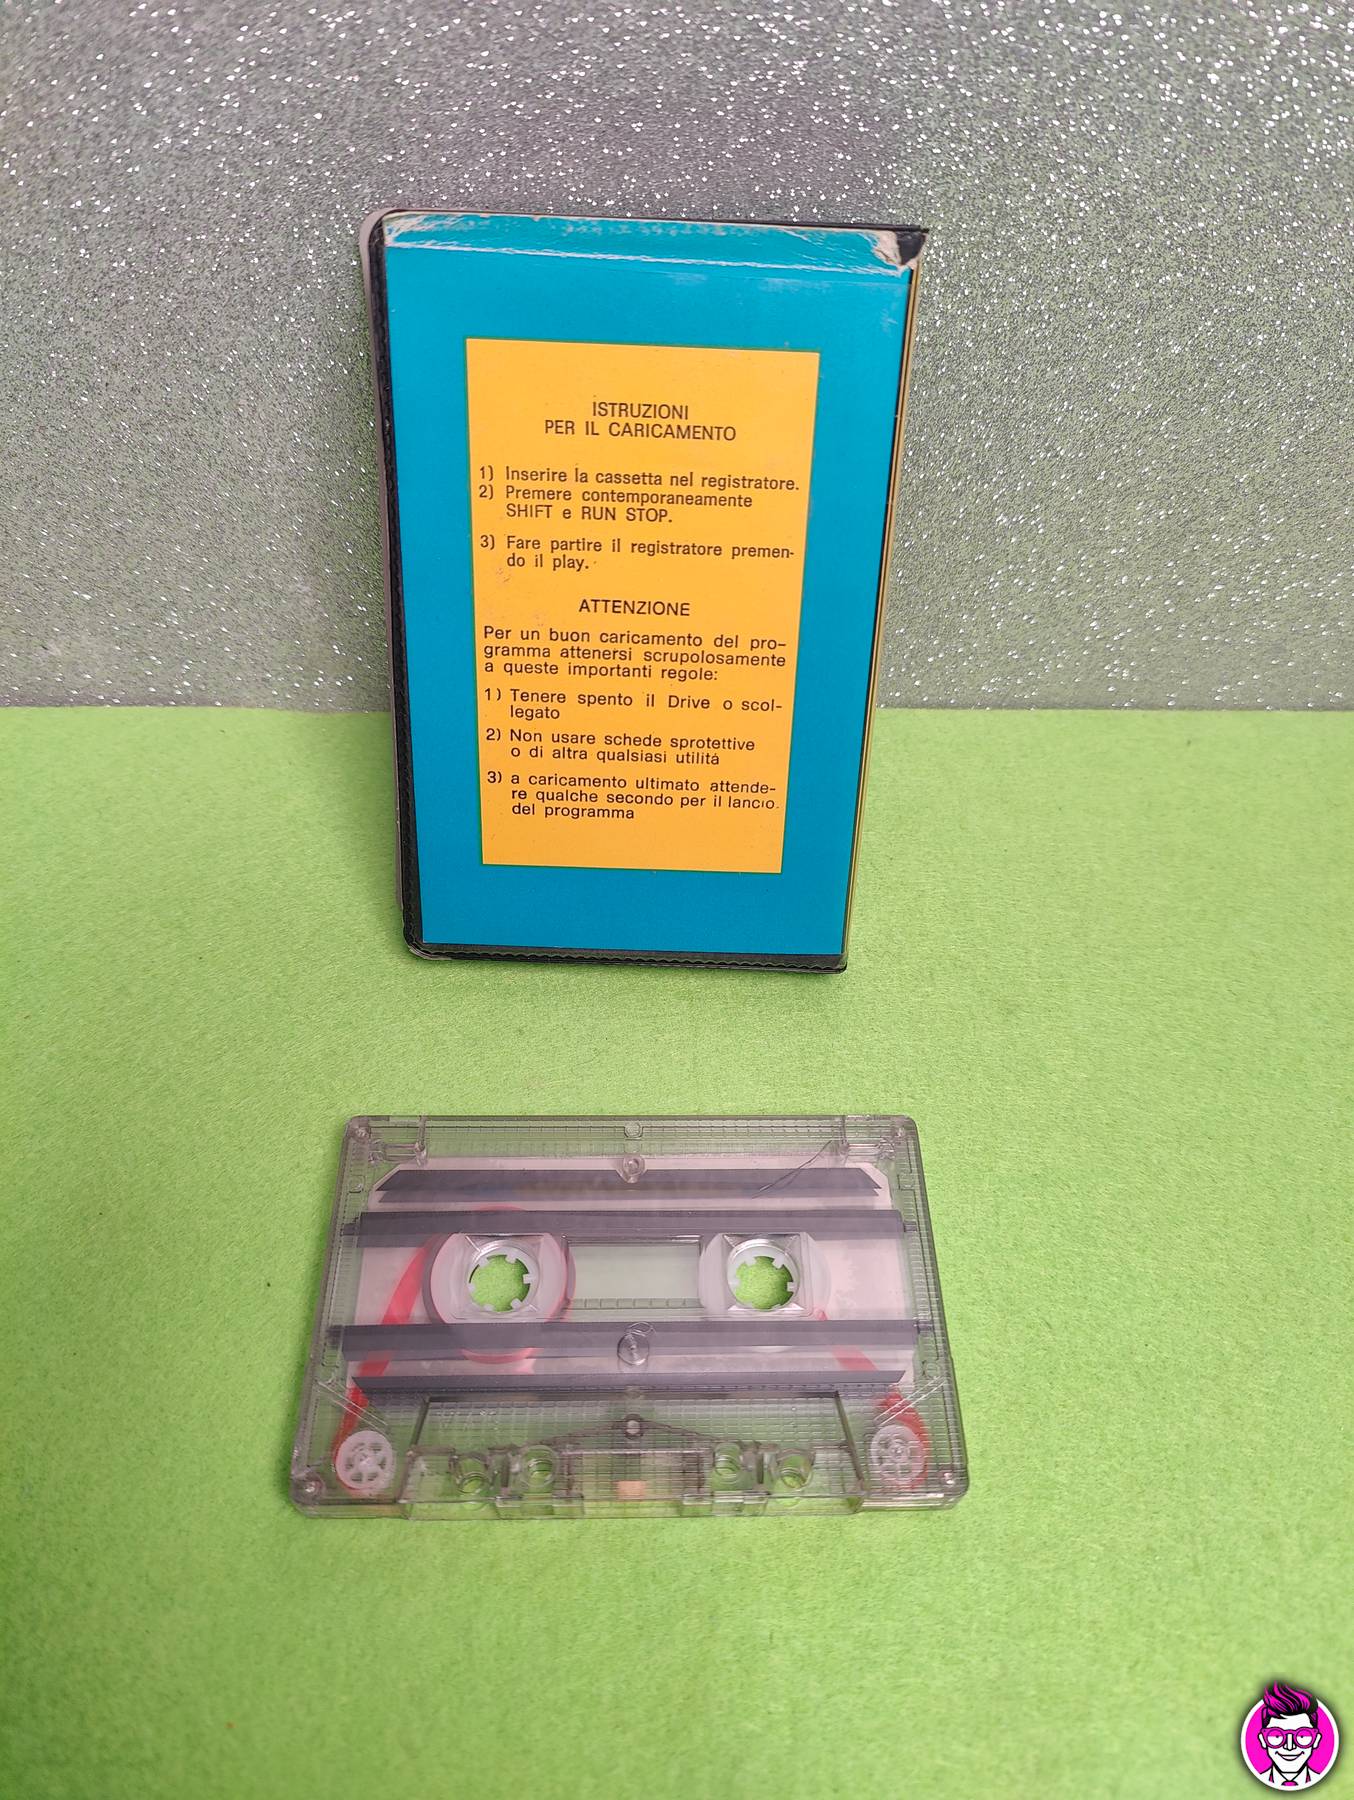 ISTRUZIONI
PER IL CARICAMENTO
1) Inserire la cassetta nel registratore.
2) Premere contemporaneamente
SHIFT e RUN STOP.
3) Fare partire il registratore premen-
do il play.
ATTENZIONE
Per un buon caricamento del pro-
gramma attenersi scrupolosamente
a queste importanti regole:
1) Tenere spento il Drive o scol-
legato
2) Non usare schede sprotettive
o di altra qualsiasi utilità
3) a caricamento ultimato attende-
re qualche secondo per il lancio
del programma